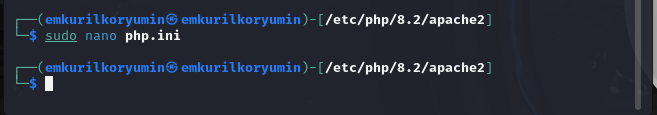 ┌──(emkurilkoryumin㉿emkurilkoryumin)-[/etc/php/8.2/apache2]
└─$ sudo nano php.ini
┌──(emkurilkoryumin㉿emkurilkoryumin)-[/etc/php/8.2/apache2]
└─$